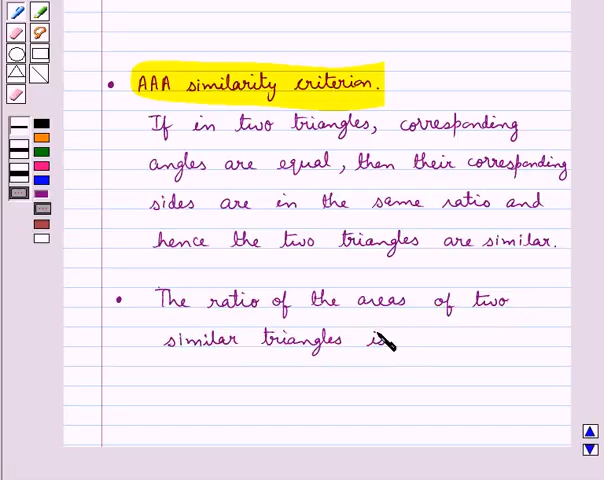 • AAA similarity criterion.
If in two triangles, corresponding
angles are equal, then their corresponding
sides are in the same ratio and
hence the two triangles are similar.
• The ratio of the areas of two
similar triangles is